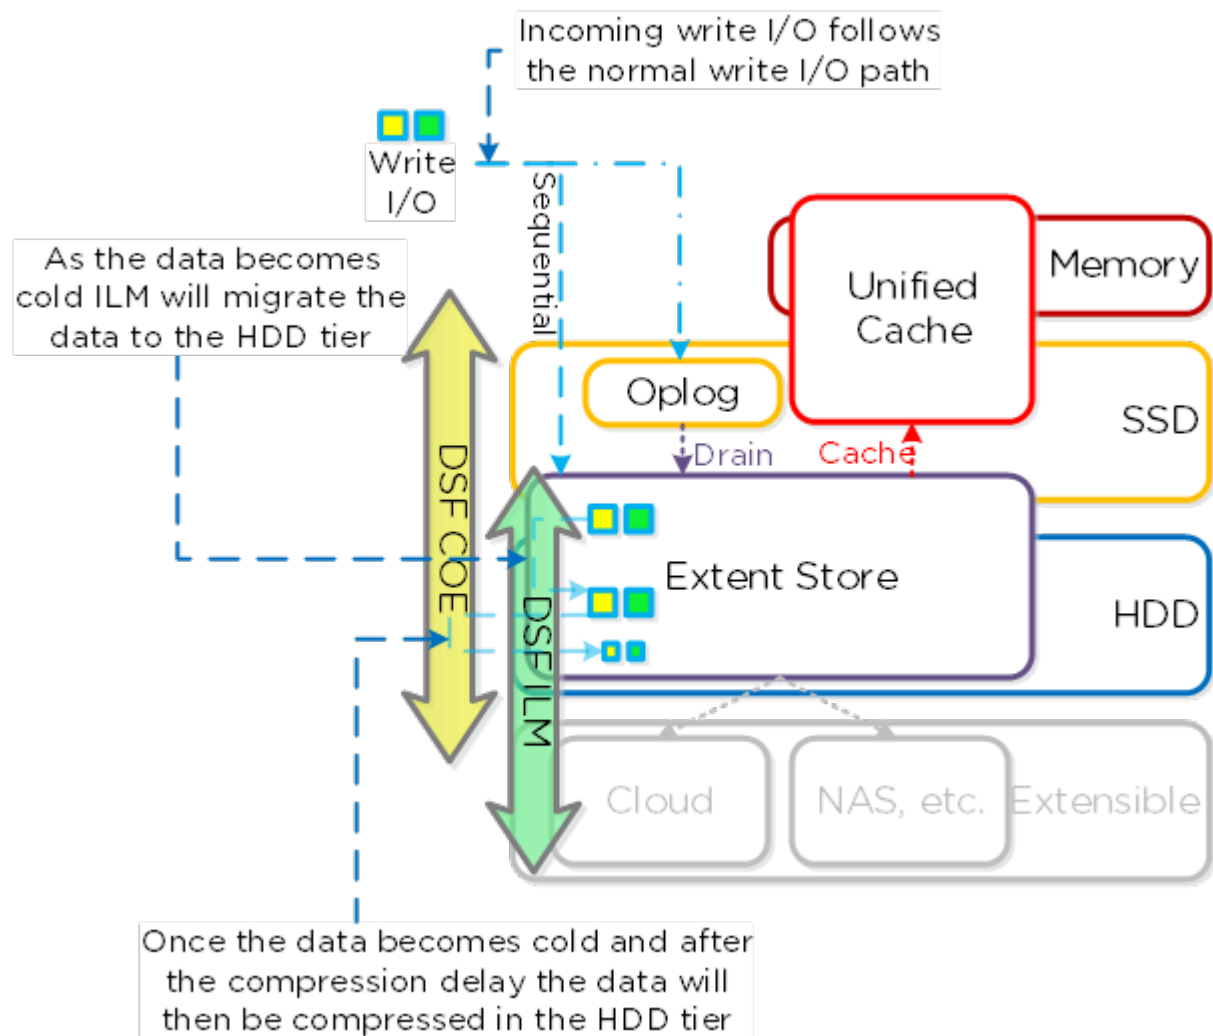 Incoming write I/O follows
the normal write I/O path
Write
I/O
Sequential
As the data becomes
cold ILM will migrate the
data to the HDD tier
Unified
Cache
Memory
Oplog
SSD
Drain
Cache
DSF COE
Extent Store
DSF ILM
HDD
Cloud
NAS, etc.
Extensible
Once the data becomes cold and after
the compression delay the data will
then be compressed in the HDD tier